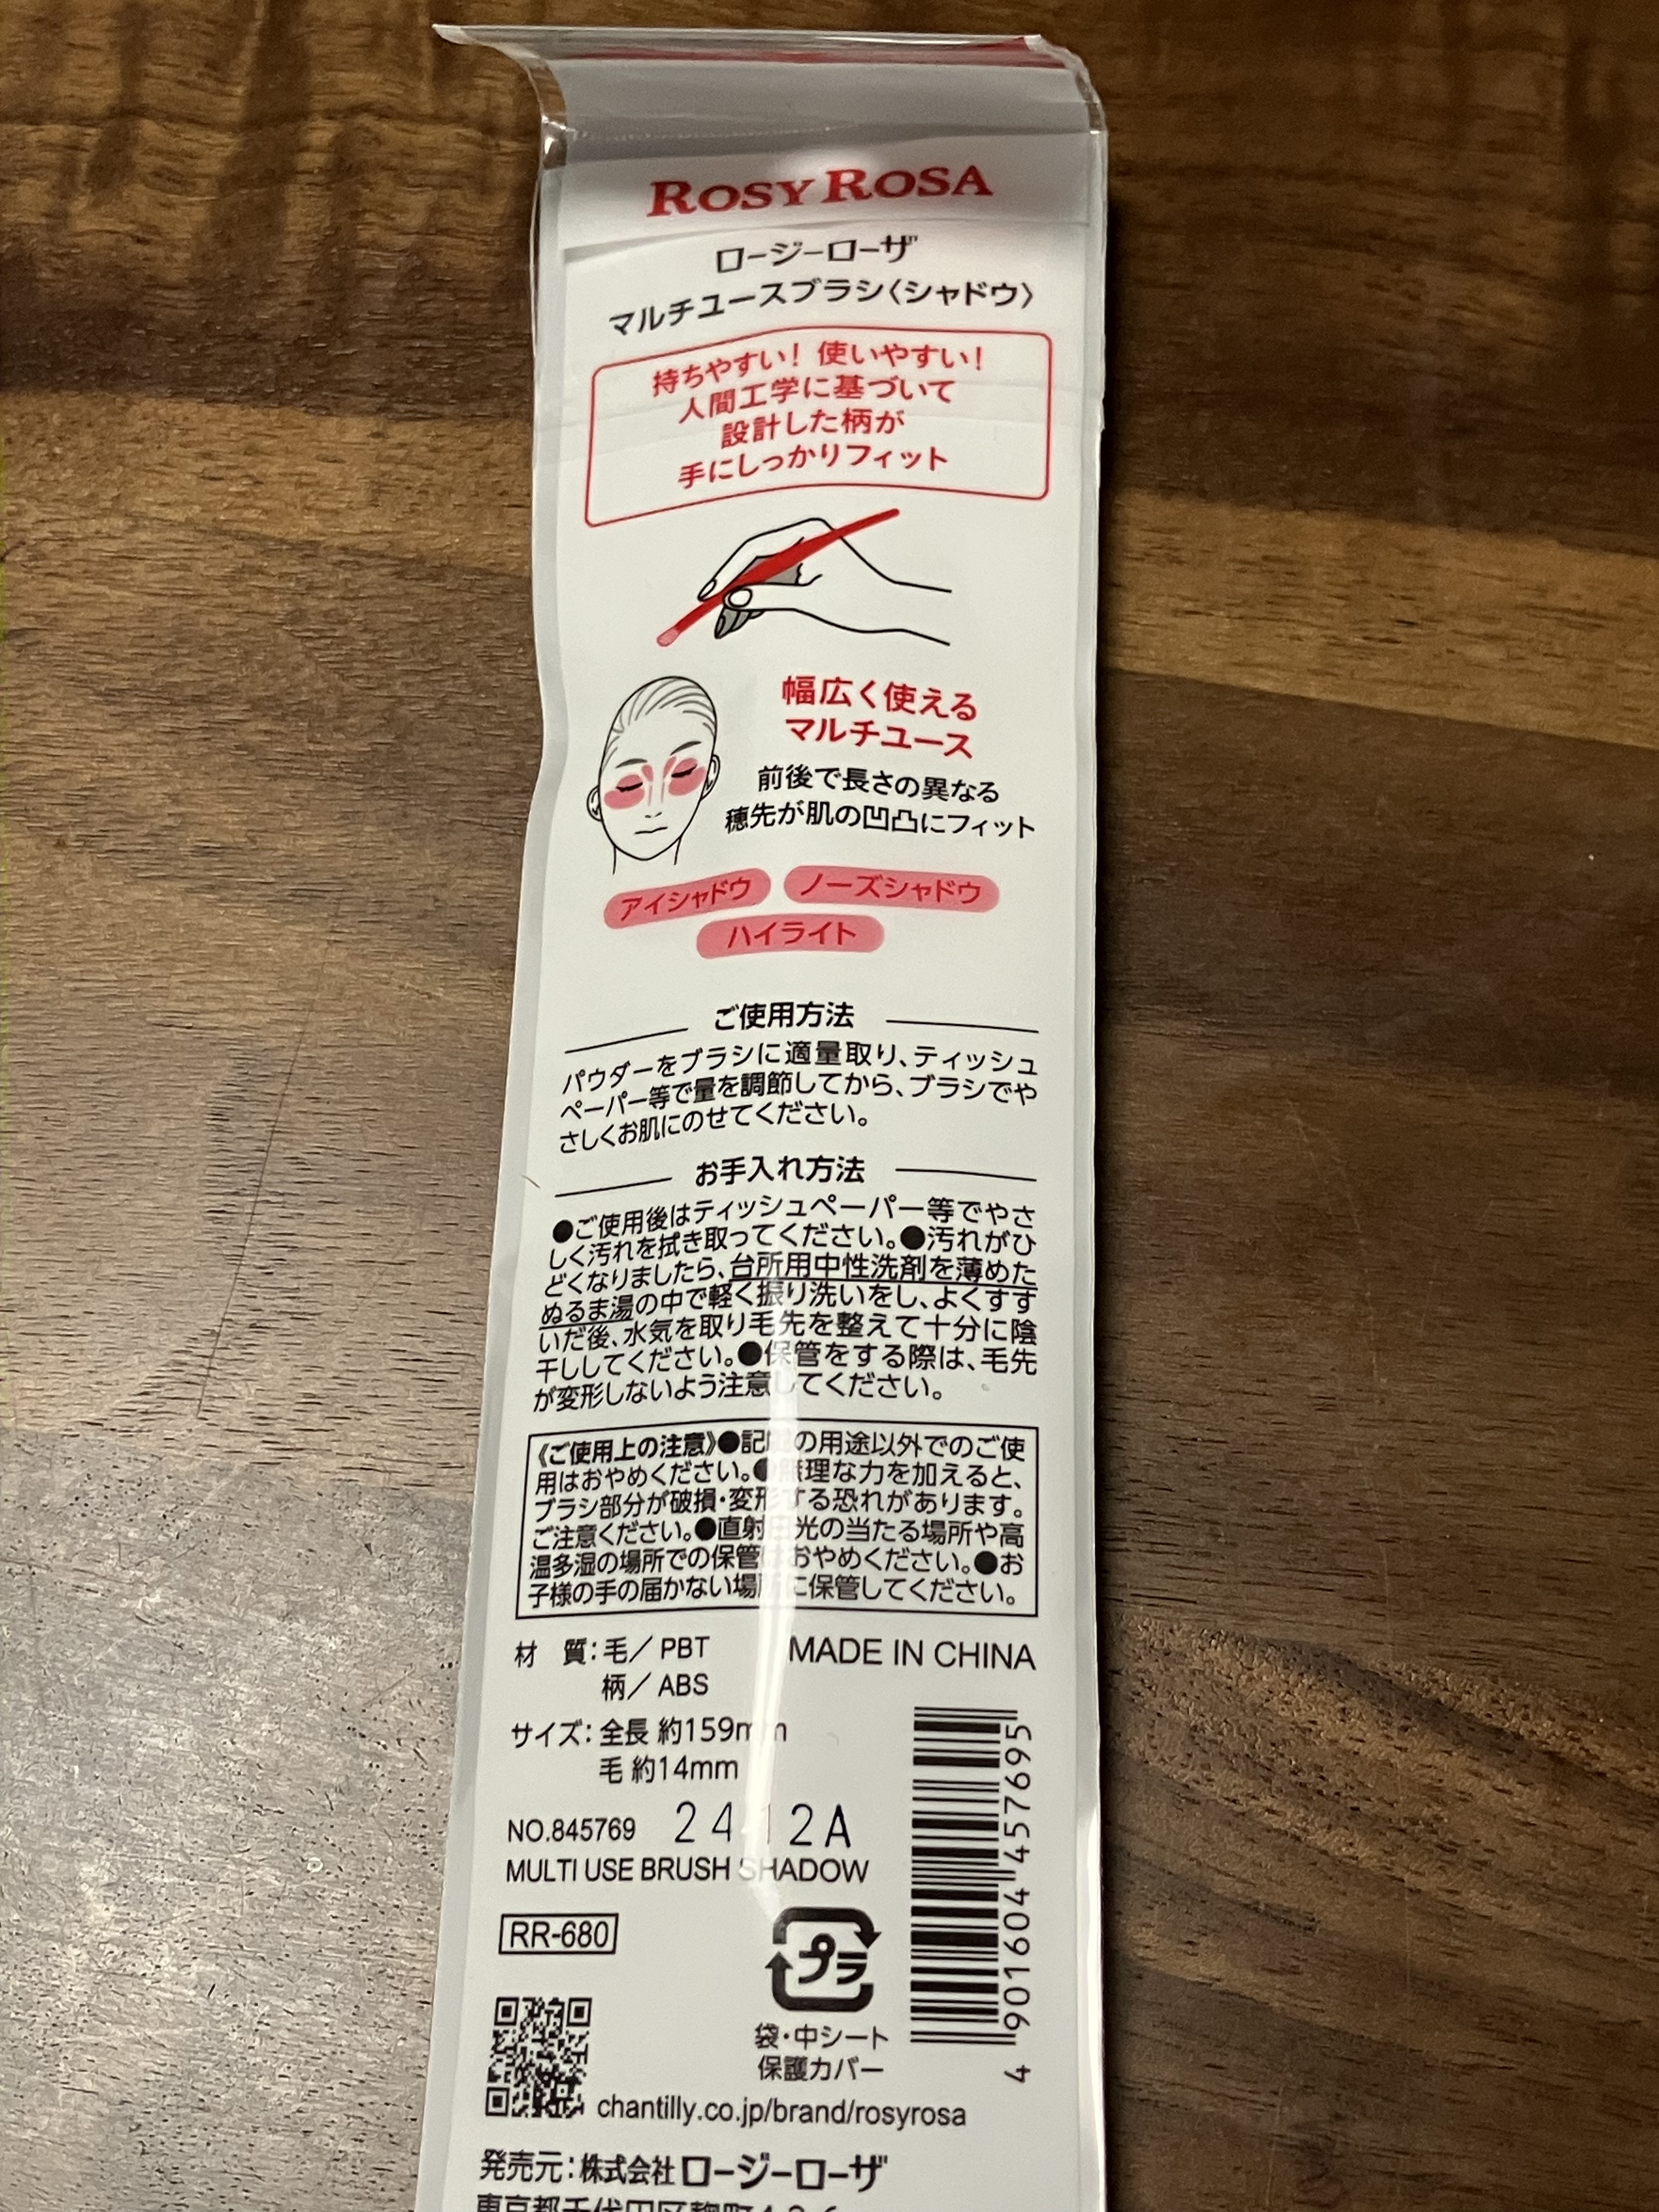 ROSY ROSA
ロージーローザ
マルチユースブラシ〈シャドウ〉
持ちやすい！使いやすい！
人間工学に基づいて
設計した柄が
手にしっかりフィット
幅広く使える
マルチユース
前後で長さの異なる
穂先が肌の凹凸にフィット
アイシャドウ ノーズシャドウ
ハイライト
ご使用方法
パウダーをブラシに適量取り、ティッシュ
ペーパー等で量を調節してから、ブラシでや
さしくお肌にのせてください。
お手入れ方法
●ご使用後はティッシュペーパー等でやさ
しく汚れを拭き取ってください。●汚れがひ
どくなりましたら、台所用中性洗剤を薄めた
ぬるま湯の中で軽く振り洗いをし、よくすす
いだ後、水気を取り毛先を整えて十分に陰
干ししてください。●保管をする際は、毛先
が変形しないよう注意してください。
《ご使用上の注意》●記載の用途以外でのご使
用はおやめください。●無理な力を加えると、
ブラシ部分が破損・変形する恐れがあります。
ご注意ください。●直射日光の当たる場所や高
温多湿の場所での保管はおやめください。●お
子様の手の届かない場所に保管してください。
材　質：毛／PBT MADE IN CHINA
柄／ABS
サイズ：全長 約159mm
毛 約14mm
NO.845769 2412A
MULTI USE BRUSH SHADOW
RR-680
プラ
袋・中シート
保護カバー
4 901604 457695
chantilly.co.jp/brand/rosyrosa
発売元：株式会社ロージーローザ
東京都千代田区麹町4-3-6